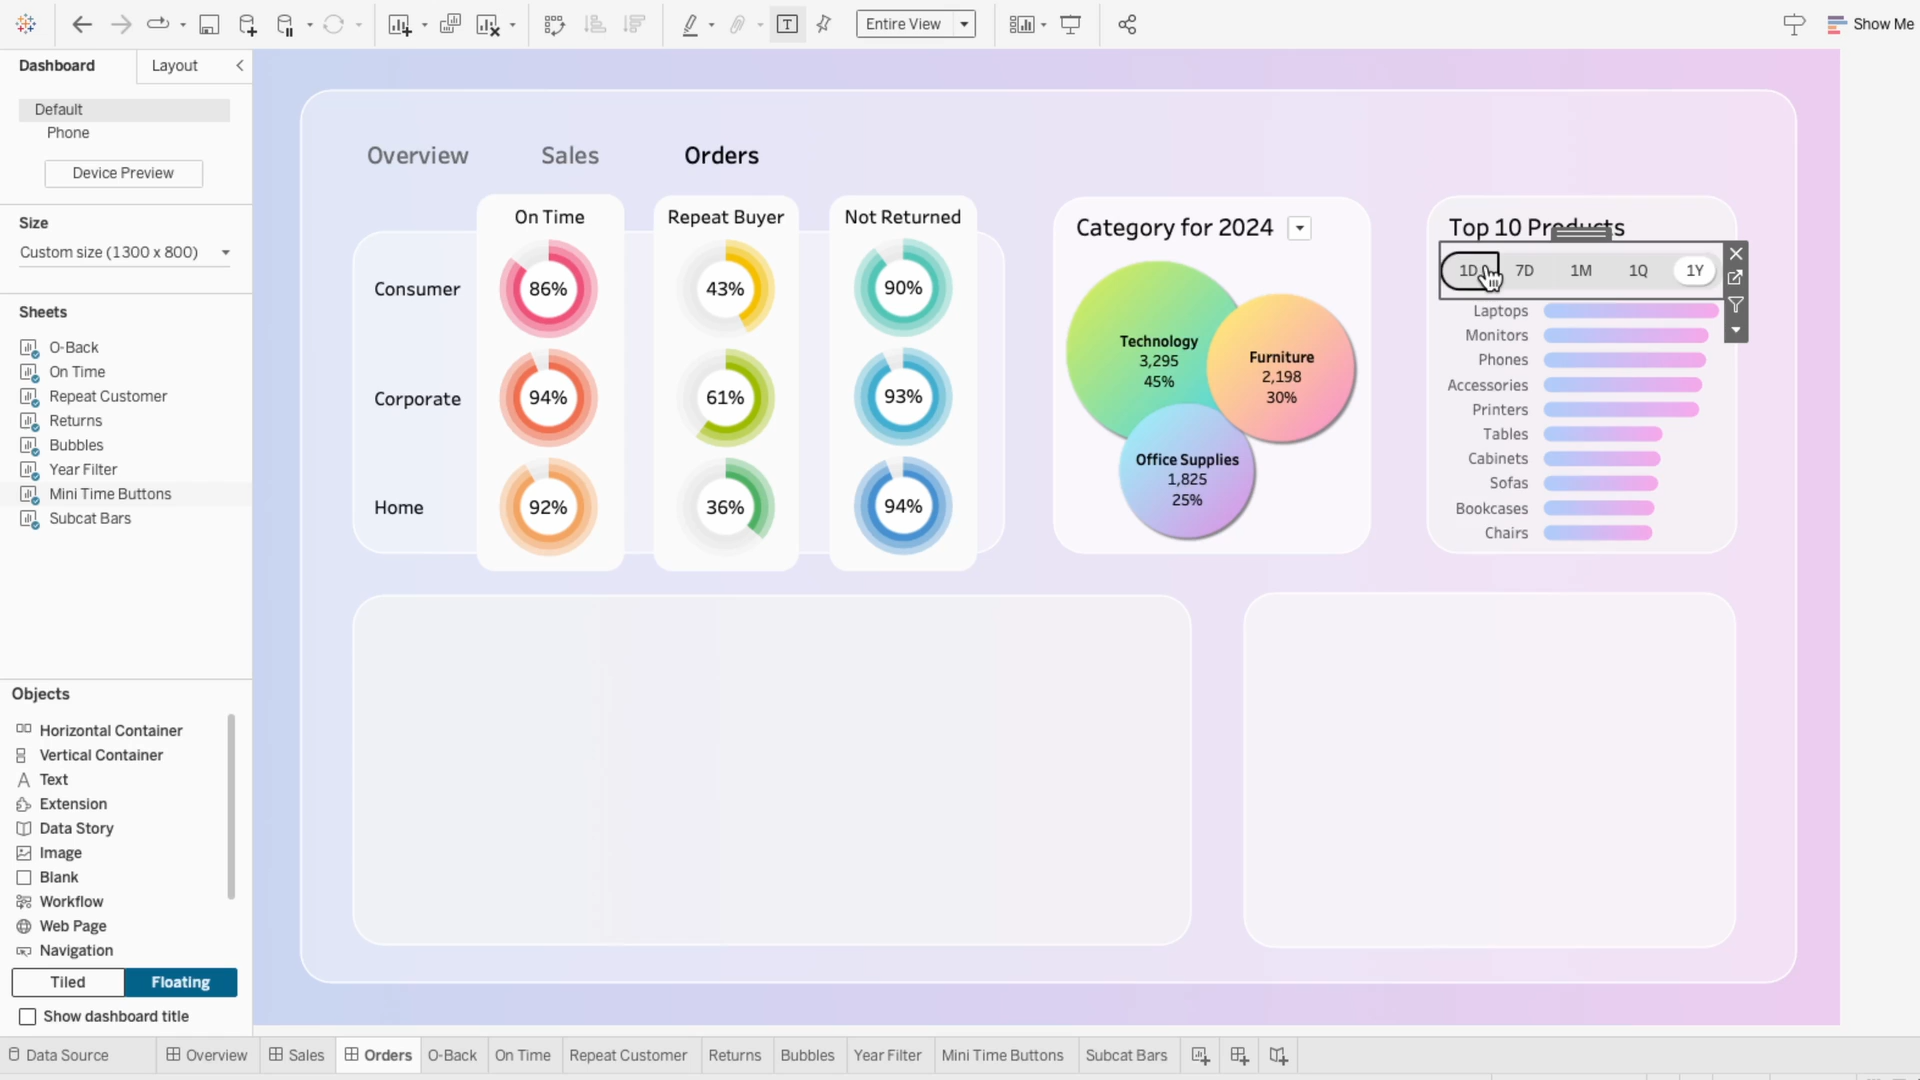 Entire View
Show Me
Dashboard
Layout
Default
Phone
Device Preview
Size
Custom size (1300 x 800)
Sheets
O-Back
On Time
Repeat Customer
Returns
Bubbles
Year Filter
Mini Time Buttons
Subcat Bars
Objects
Horizontal Container
Vertical Container
Text
Extension
Data Story
Image
Blank
Workflow
Web Page
Navigation
Tiled
Floating
Show dashboard title
Overview
Sales
Orders
On Time
Repeat Buyer
Not Returned
Consumer
86%
43%
90%
Corporate
94%
61%
93%
Home
92%
36%
94%
Category for 2024
Technology
3,295
45%
Furniture
2,198
30%
Office Supplies
1,825
25%
Top 10 Products
1D
7D
1M
1Q
1Y
Laptops
Monitors
Phones
Accessories
Printers
Tables
Cabinets
Sofas
Bookcases
Chairs
Data Source
Overview
Sales
Orders
O-Back
On Time
Repeat Customer
Returns
Bubbles
Year Filter
Mini Time Buttons
Subcat Bars